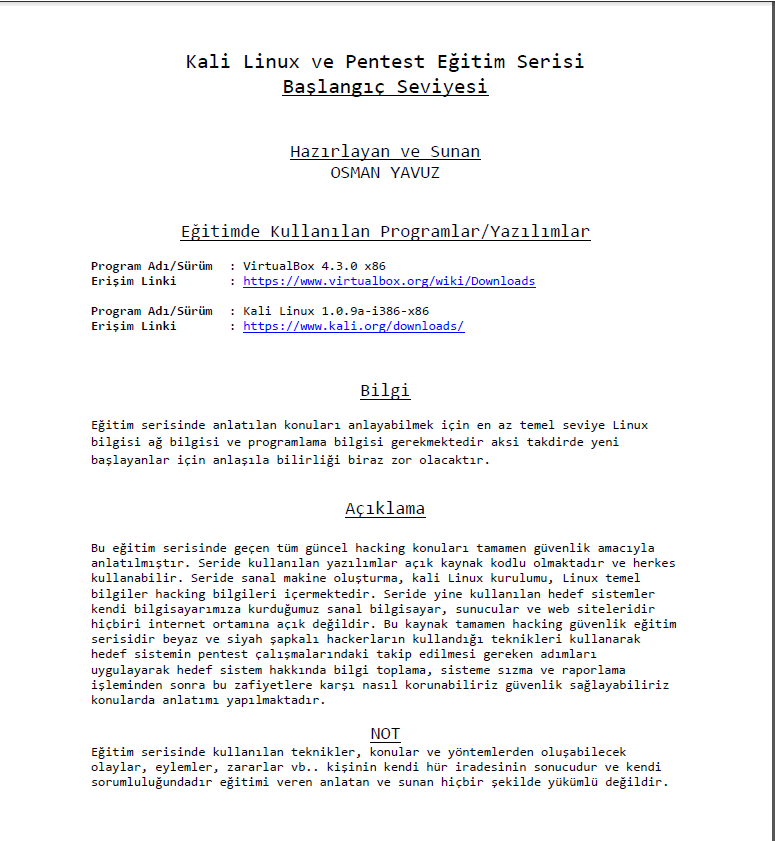 Kali Linux ve Pentest Eğitim Serisi
Başlangıç Seviyesi
Hazırlayan ve Sunan
OSMAN YAVUZ
Eğitimde Kullanılan Programlar/Yazılımlar
Program Adı/Sürüm : VirtualBox 4.3.0 x86
Erişim Linki : https://www.virtualbox.org/wiki/Downloads
Program Adı/Sürüm : Kali Linux 1.0.9a-i386-x86
Erişim Linki : https://www.kali.org/downloads/
Bilgi
Eğitim serisinde anlatılan konuları anlayabilmek için en az temel seviye Linux
bilgisi ağ bilgisi ve programlama bilgisi gerekmektedir aksi takdirde yeni
başlayanlar için anlaşıla bilirliği biraz zor olacaktır.
Açıklama
Bu eğitim serisinde geçen tüm güncel hacking konuları tamamen güvenlik amacıyla
anlatılmıştır. Seride kullanılan yazılımlar açık kaynak kodlu olmaktadır ve herkes
kullanabilir. Seride sanal makine oluşturma, kali Linux kurulumu, Linux temel
bilgiler hacking bilgileri içermektedir. Seride yine kullanılan hedef sistemler
kendi bilgisayarımıza kurduğumuz sanal bilgisayar, sunucular ve web siteleridir
hiçbiri internet ortamına açık değildir. Bu kaynak tamamen hacking güvenlik eğitim
serisidir beyaz ve siyah şapkalı hackerların kullandığı teknikleri kullanarak
hedef sistemin pentest çalışmalarındaki takip edilmesi gereken adımları
uygulayarak hedef sistem hakkında bilgi toplama, sisteme sızma ve raporlama
işleminden sonra bu zafiyetlere karşı nasıl korunabiliriz güvenlik sağlayabiliriz
konularda anlatımı yapılmaktadır.
NOT
Eğitim serisinde kullanılan teknikler, konular ve yöntemlerden oluşabilecek
olaylar, eylemler, zararlar vb.. kişinin kendi hür iradesinin sonucudur ve kendi
sorumluluğundadır eğitimi veren anlatan ve sunan hiçbir şekilde yükümlü değildir.